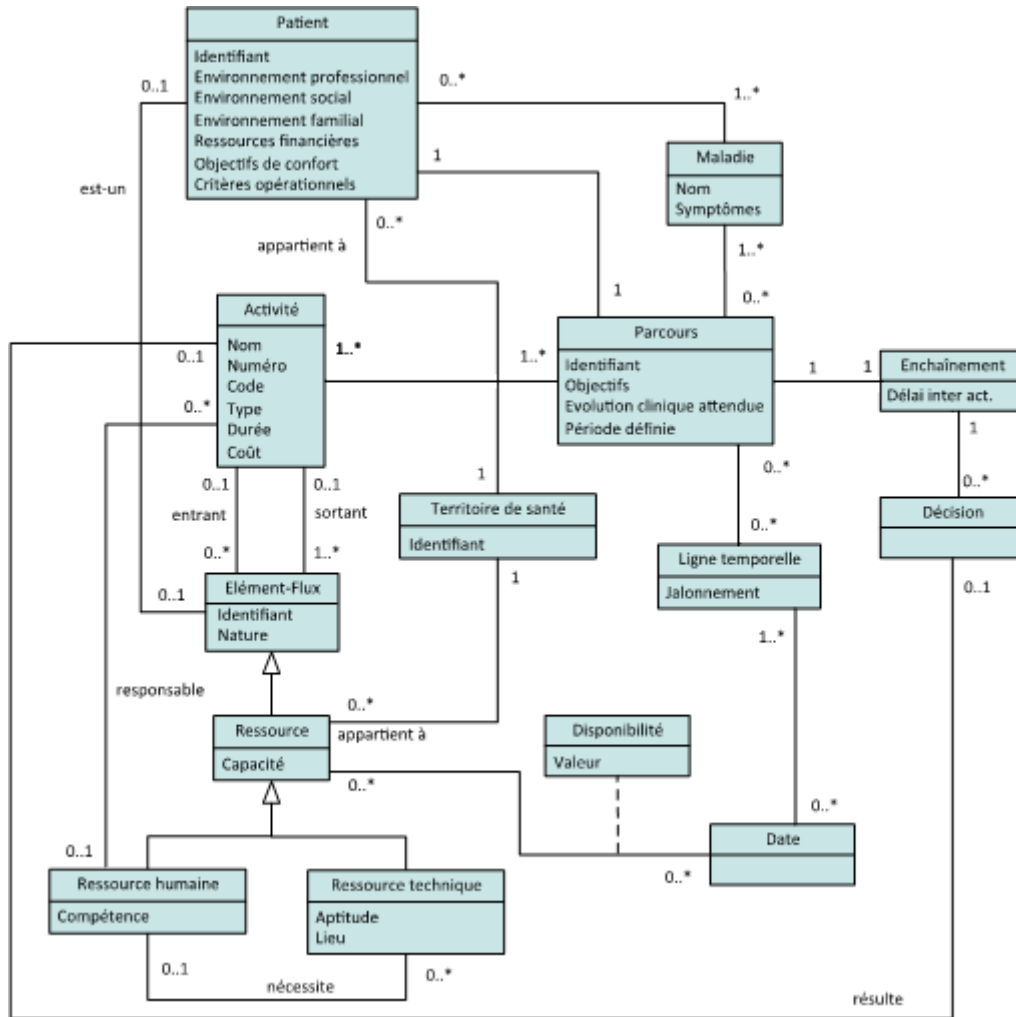 Patient
Identifiant
Environnement professionnel
Environnement social
Environnement familial
Ressources financières
Objectifs de confort
Critères opérationnels
0..1
0..*
1..*
1
est-un
0..*
appartient à
Maladie
Nom
Symptômes
1..*
0..*
1
Activité
Nom
Numéro
Code
Type
Durée
Coût
0..1
0..*
1..*
1..*
Parcours
Identifiant
Objectifs
Evolution clinique attendue
Période définie
1
1
Enchaînement
Délai inter act.
1
0..*
Décision
0..1
0..1
0..1
entrant
sortant
0..*
1..*
1
Territoire de santé
Identifiant
1
0..*
0..*
Ligne temporelle
Jalonnement
1..*
0..1
Elément-Flux
Identifiant
Nature
responsable
0..*
appartient à
Ressource
Capacité
0..*
Disponibilité
Valeur
0..*
Date
0..*
0..1
Ressource humaine
Compétence
Ressource technique
Aptitude
Lieu
0..1
nécessite
0..*
résulte